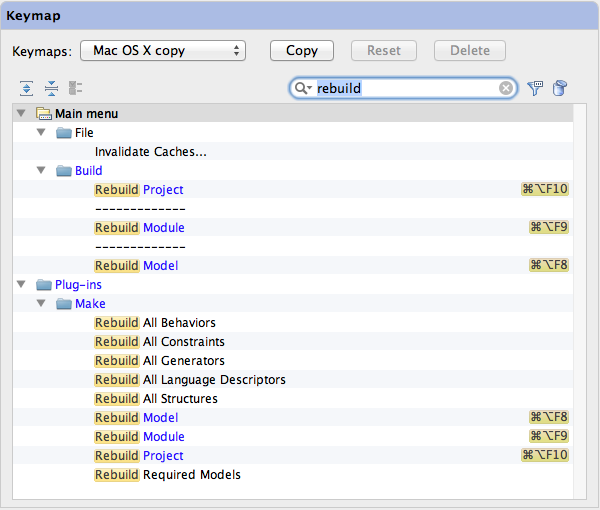 Keymap
Keymaps: Mac OS X copy Copy Reset Delete
rebuild
Main menu
File
Invalidate Caches...
Build
Rebuild Project ⌘⌥F10
-------------
Rebuild Module ⌘⌥F9
-------------
Rebuild Model ⌘⌥F8
Plug-ins
Make
Rebuild All Behaviors
Rebuild All Constraints
Rebuild All Generators
Rebuild All Language Descriptors
Rebuild All Structures
Rebuild Model ⌘⌥F8
Rebuild Module ⌘⌥F9
Rebuild Project ⌘⌥F10
Rebuild Required Models